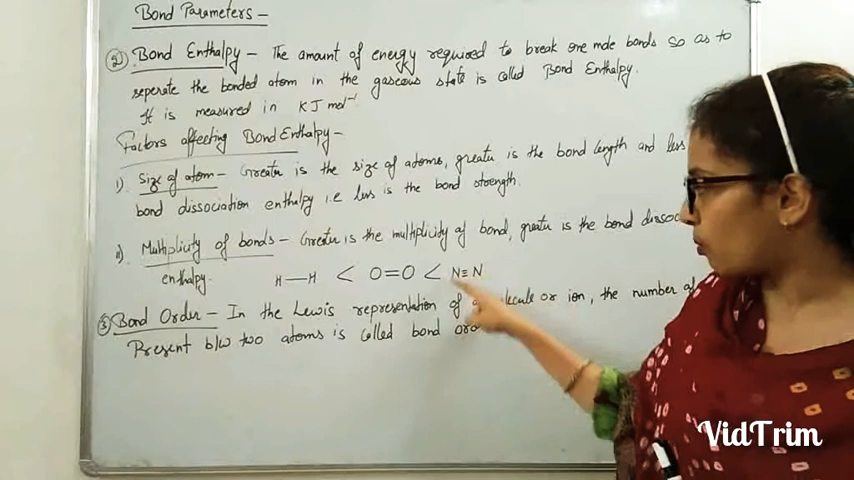 Bond Parameters –
② Bond Enthalpy – The amount of energy required to break one mole bonds so as to
seperate the bonded atom in the gaseous state is called Bond Enthalpy.
It is measured in KJ mol⁻¹
Factors affecting Bond Enthalpy –
i). Size of atom – Greater is the size of atoms, greater is the bond length and less
bond dissociation enthalpy i.e less is the bond strength.
ii) Multiplicity of bonds – Greater is the multiplicity of bond, greater is the bond dissoc
enthalpy. H—H < O=O < N≡N
③ Bond Order – In the Lewis representation of molecule or ion, the number of
Present b/w two atoms is called bond ord
VidTrim